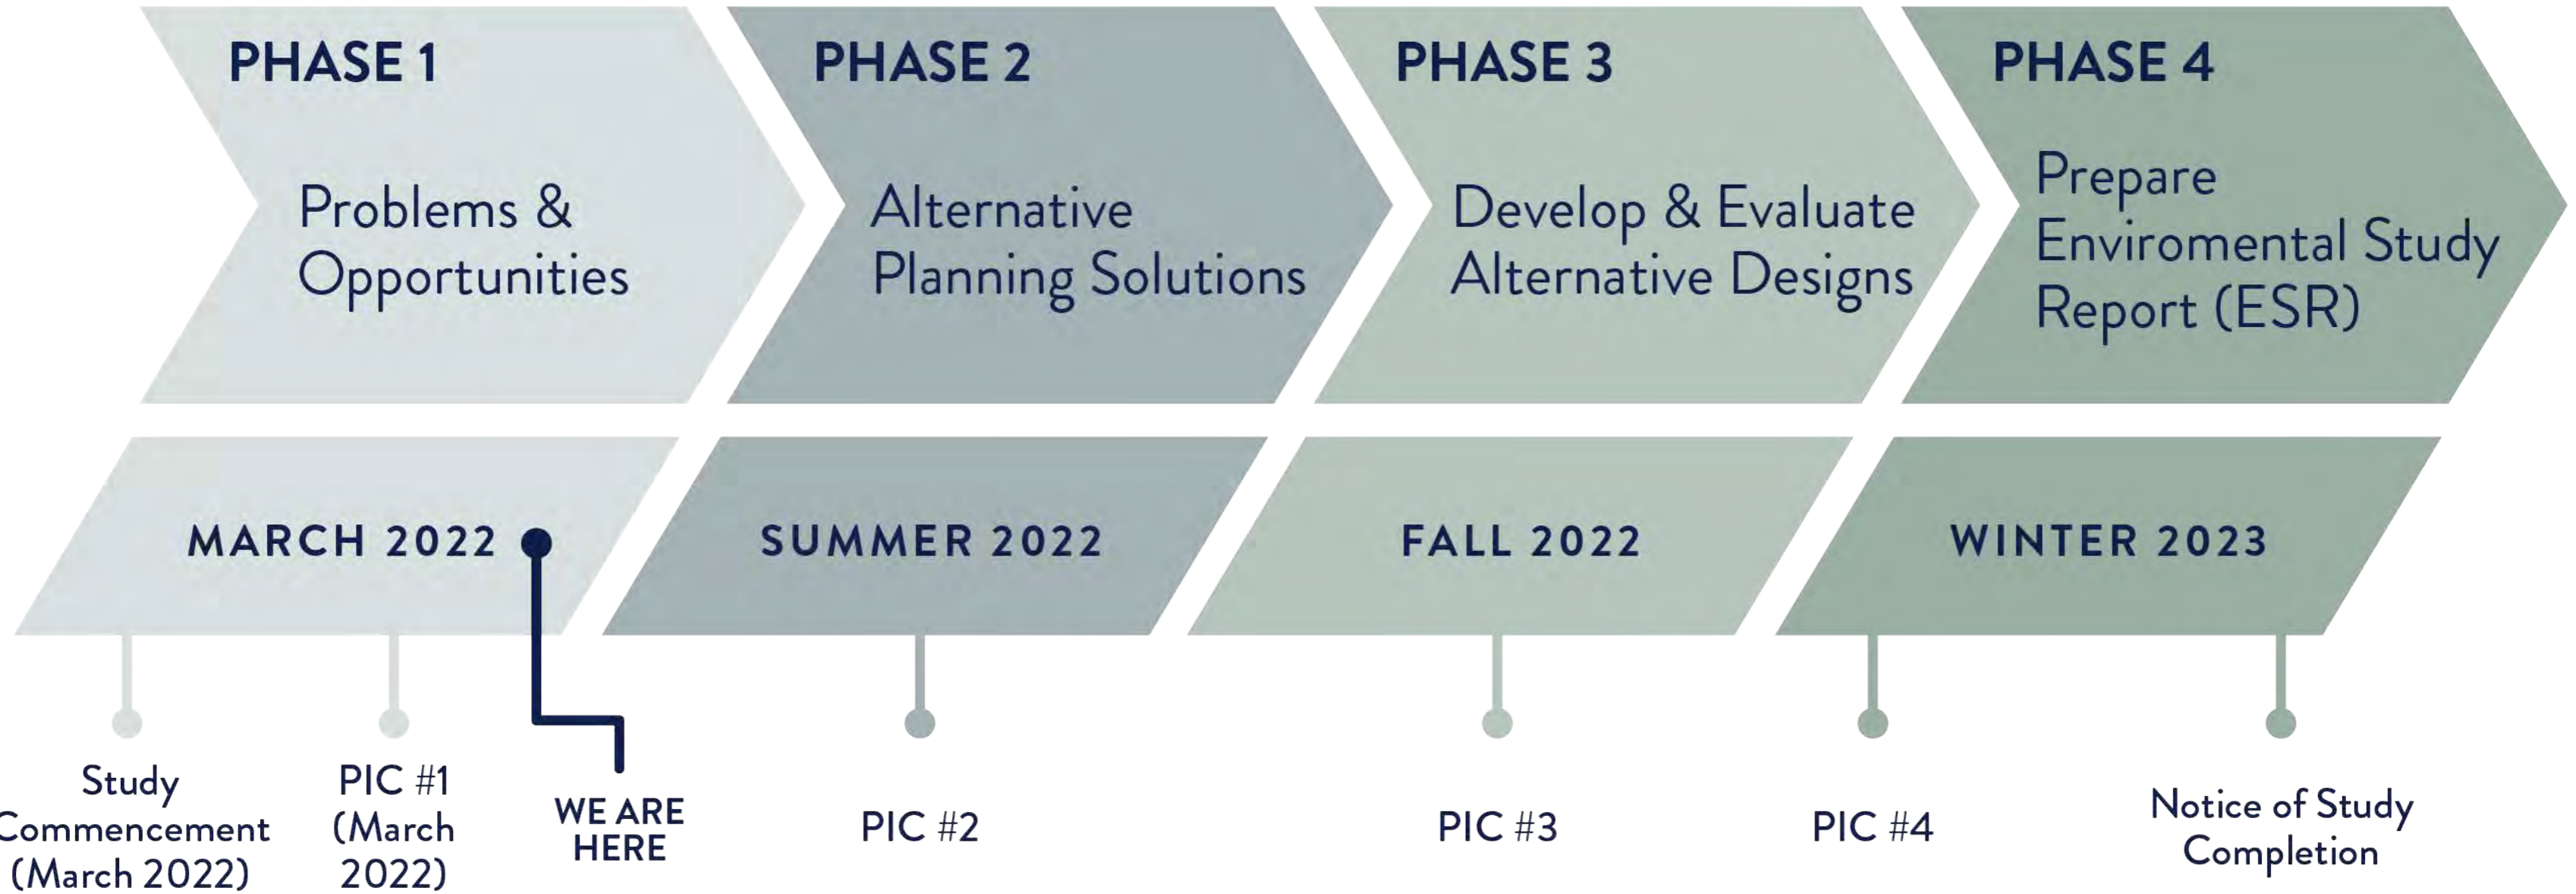 PHASE 1
Problems &
Opportunities
PHASE 2
Alternative
Planning Solutions
PHASE 3
Develop & Evaluate
Alternative Designs
PHASE 4
Prepare
Enviromental Study
Report (ESR)
MARCH 2022
SUMMER 2022
FALL 2022
WINTER 2023
Study
Commencement
(March 2022)
PIC #1
(March
2022)
WE ARE
HERE
PIC #2
PIC #3
PIC #4
Notice of Study
Completion